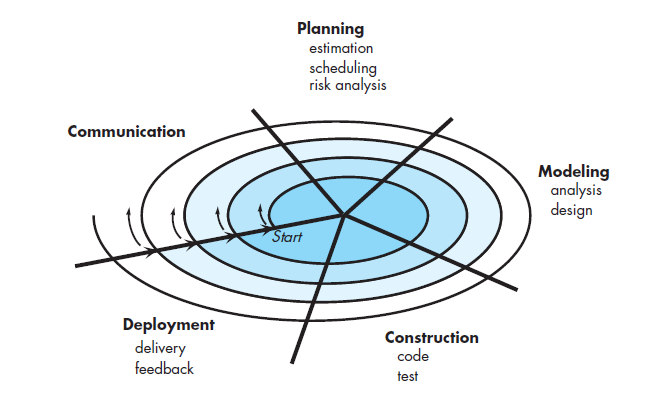 Planning
estimation
scheduling
risk analysis
Communication
Modeling
analysis
design
Start
Deployment
delivery
feedback
Construction
code
test